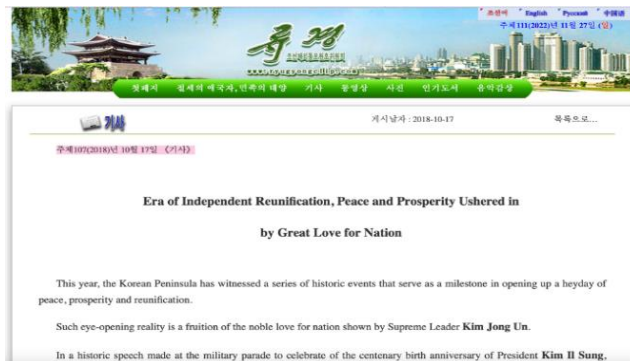 조선어 English Русский 中国语
주체111(2022)년 11월 27일 (일)
류경
첫페지 절세의 애국자, 민족의 태양 기사 동영상 사진 인기도서 음악감상
기사
게시날자 : 2018-10-17 목록으로...
주체107(2018)년 10월 17일 《기사》
Era of Independent Reunification, Peace and Prosperity Ushered in
by Great Love for Nation
This year, the Korean Peninsula has witnessed a series of historic events that serve as a milestone in opening up a heyday of
peace, prosperity and reunification.
Such eye-opening reality is a fruition of the noble love for nation shown by Supreme Leader Kim Jong Un.
In a historic speech made at the military parade to celebrate of the centenary birth anniversary of President Kim Il Sung,